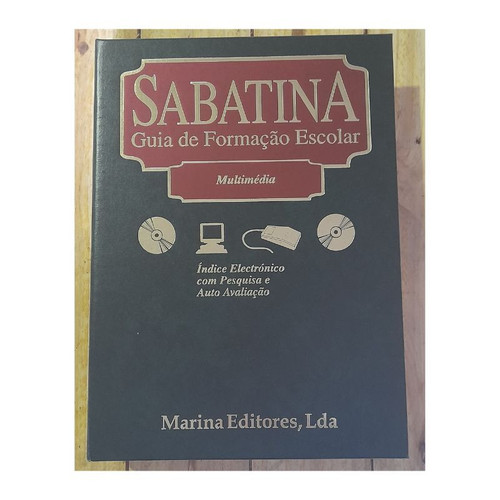 SABATINA
Guia de Formação Escolar
Multimédia
Índice Electrónico
com Pesquisa e
Auto Avaliação
Marina Editores, Lda